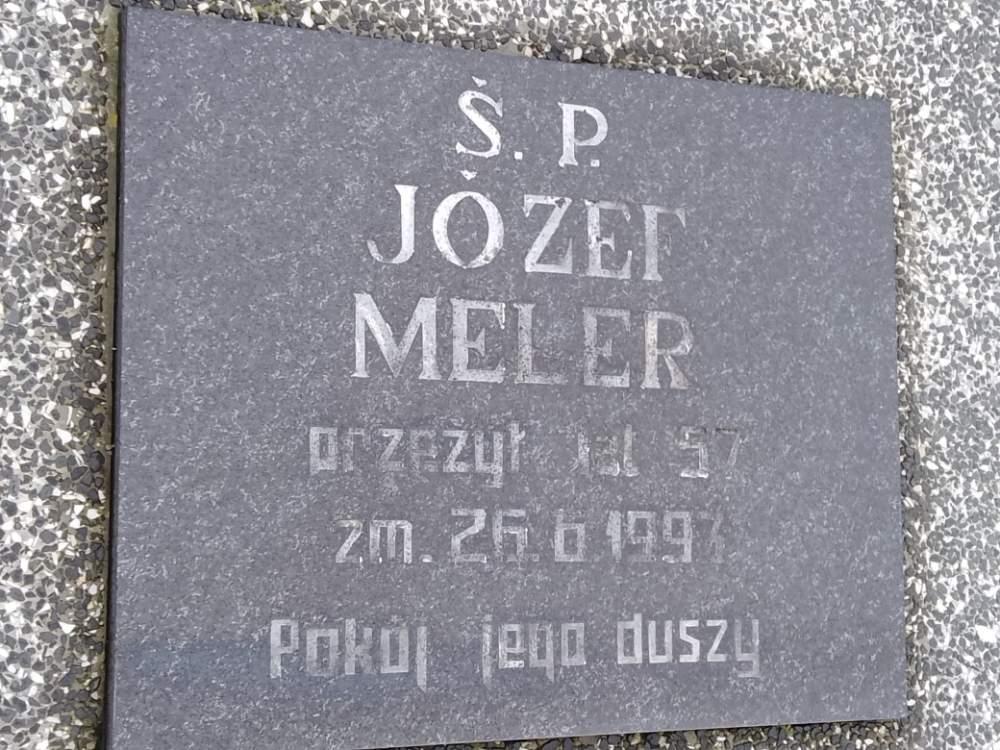 Ś. P.
JÓZEF
MELER
przeżył lat 57
zm. 26.6.1997
Pokój jego duszy